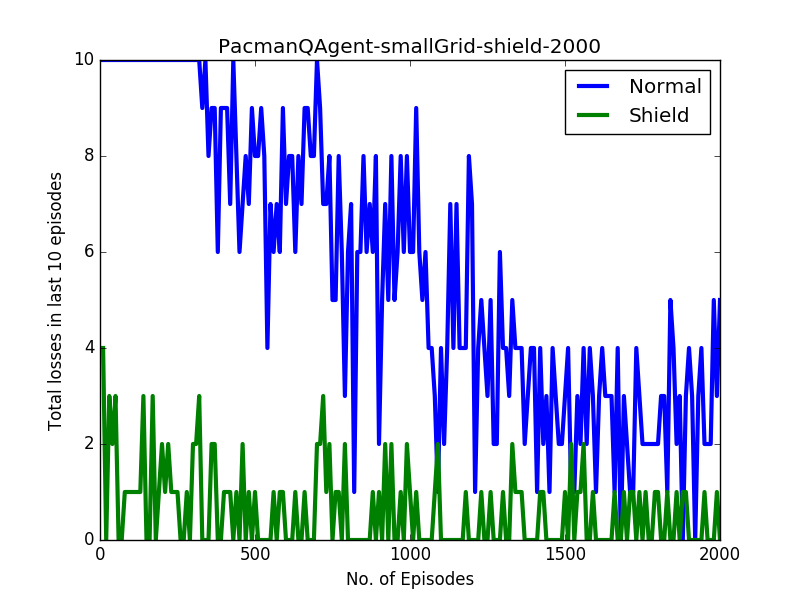 PacmanQAgent-smallGrid-shield-2000
10
8
6
4
2
0
Total losses in last 10 episodes
Normal
Shield
0 500 1000 1500 2000
No. of Episodes